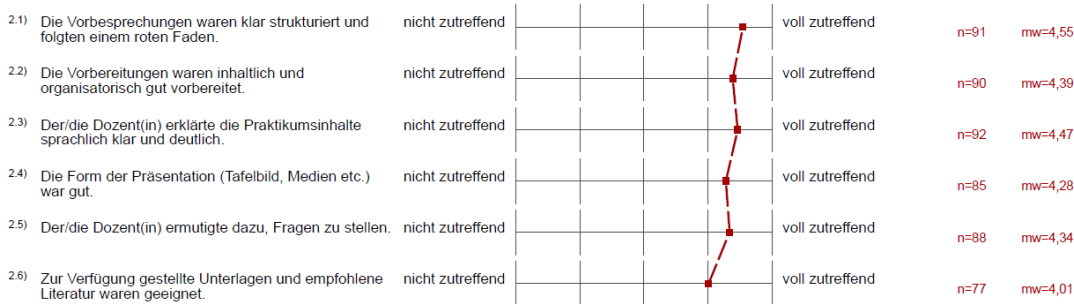 2.1) Die Vorbesprechungen waren klar strukturiert und
folgten einem roten Faden.
nicht zutreffend
voll zutreffend
n=91
mw=4,55
2.2) Die Vorbereitungen waren inhaltlich und
organisatorisch gut vorbereitet.
nicht zutreffend
voll zutreffend
n=90
mw=4,39
2.3) Der/die Dozent(in) erklärte die Praktikumsinhalte
sprachlich klar und deutlich.
nicht zutreffend
voll zutreffend
n=92
mw=4,47
2.4) Die Form der Präsentation (Tafelbild, Medien etc.)
war gut.
nicht zutreffend
voll zutreffend
n=85
mw=4,28
2.5) Der/die Dozent(in) ermutigte dazu, Fragen zu stellen.
nicht zutreffend
voll zutreffend
n=88
mw=4,34
2.6) Zur Verfügung gestellte Unterlagen und empfohlene
Literatur waren geeignet.
nicht zutreffend
voll zutreffend
n=77
mw=4,01